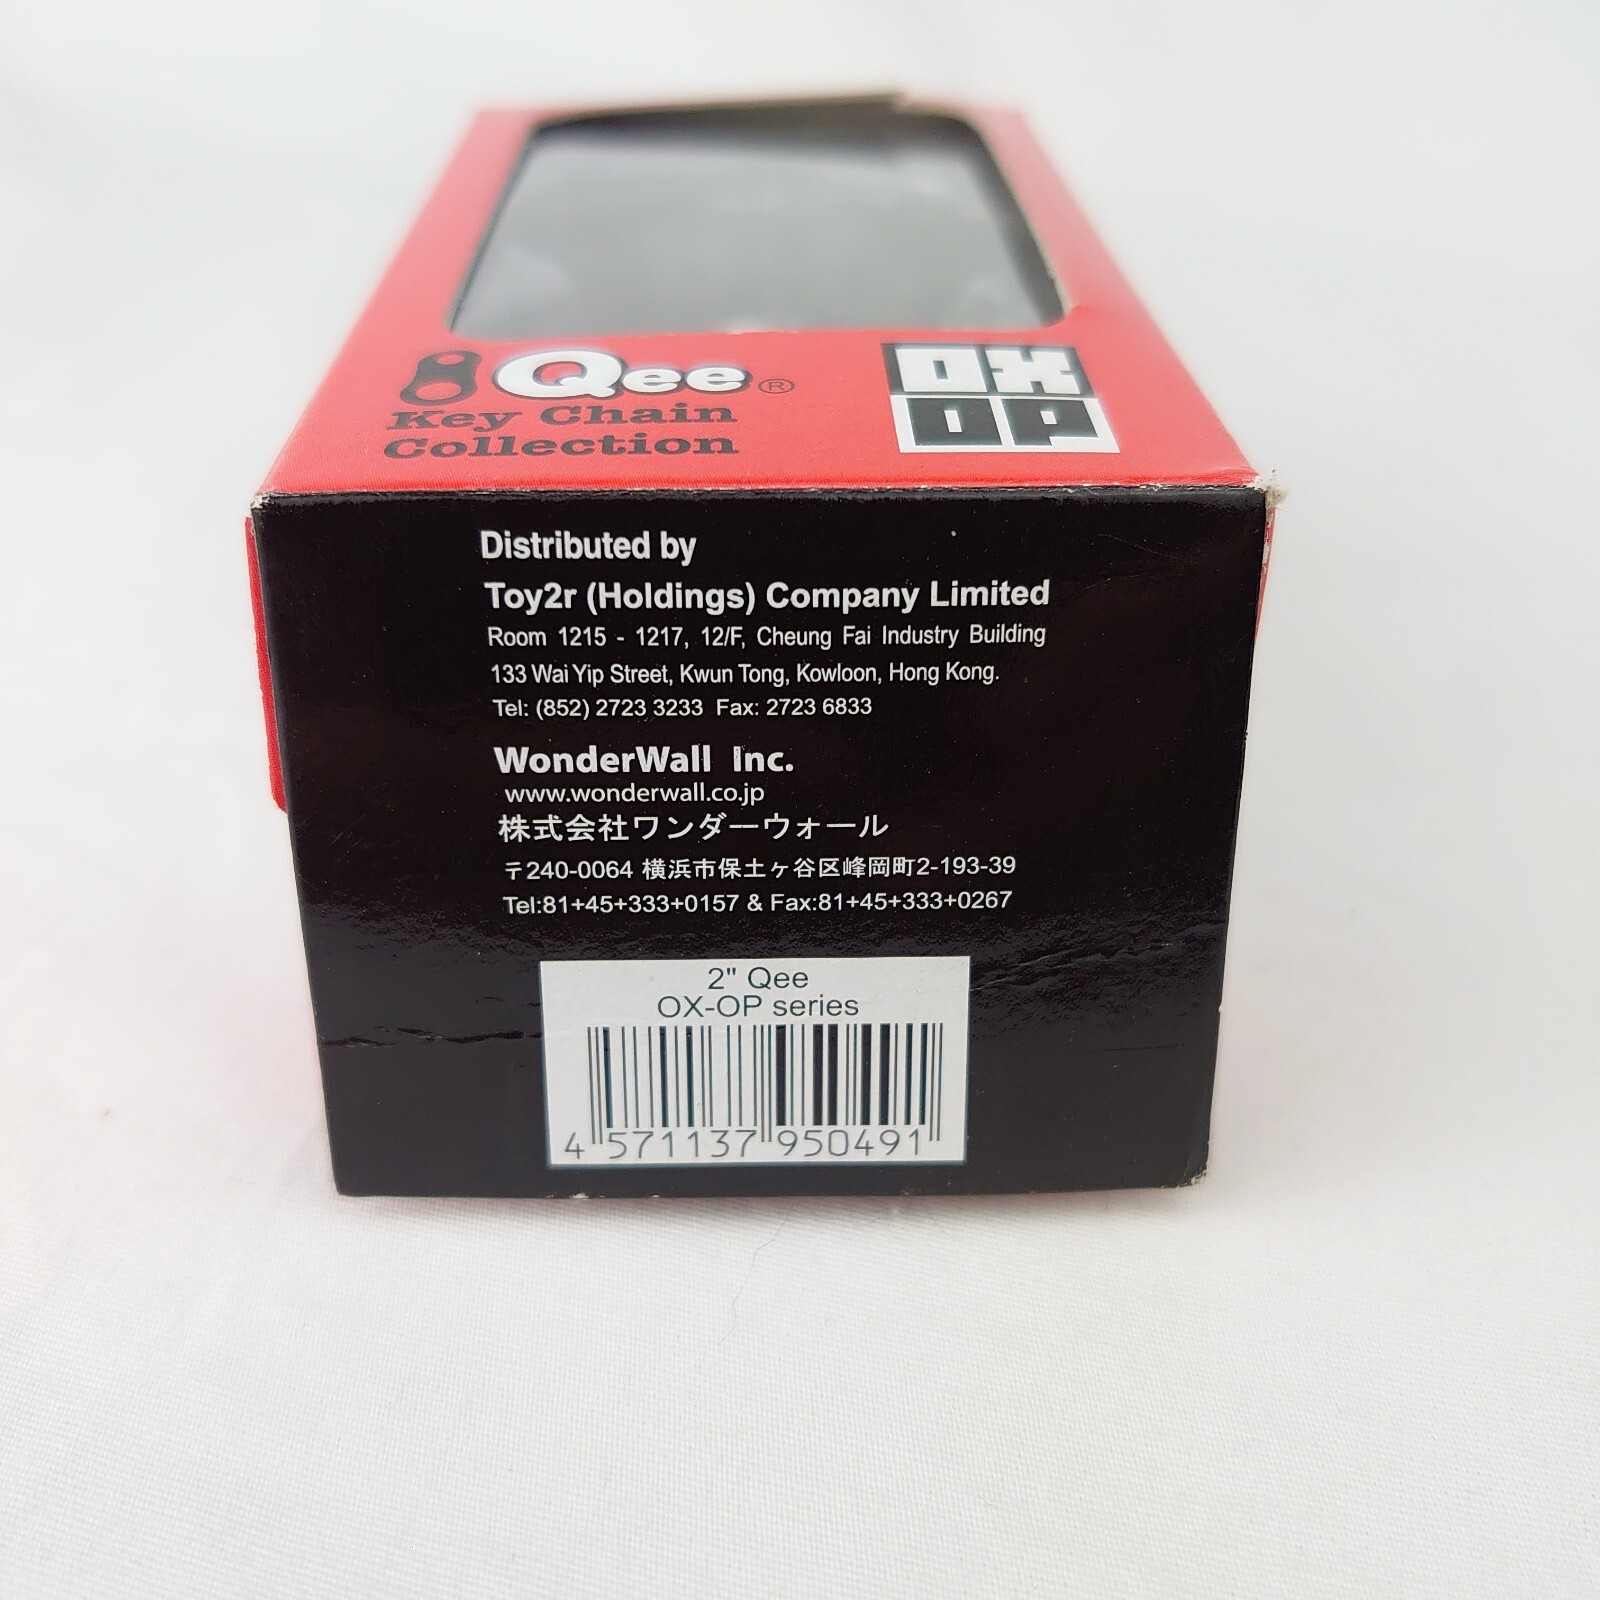 Qee®
Key Chain
Collection
OX
OP
Distributed by
Toy2r (Holdings) Company Limited
Room 1215 - 1217, 12/F, Cheung Fai Industry Building
133 Wai Yip Street, Kwun Tong, Kowloon, Hong Kong.
Tel: (852) 2723 3233 Fax: 2723 6833
WonderWall Inc.
www.wonderwall.co.jp
株式会社ワンダーウォール
〒240-0064 横浜市保土ヶ谷区峰岡町2-193-39
Tel:81+45+333+0157 & Fax:81+45+333+0267
2" Qee
OX-OP series
4 571137 950491